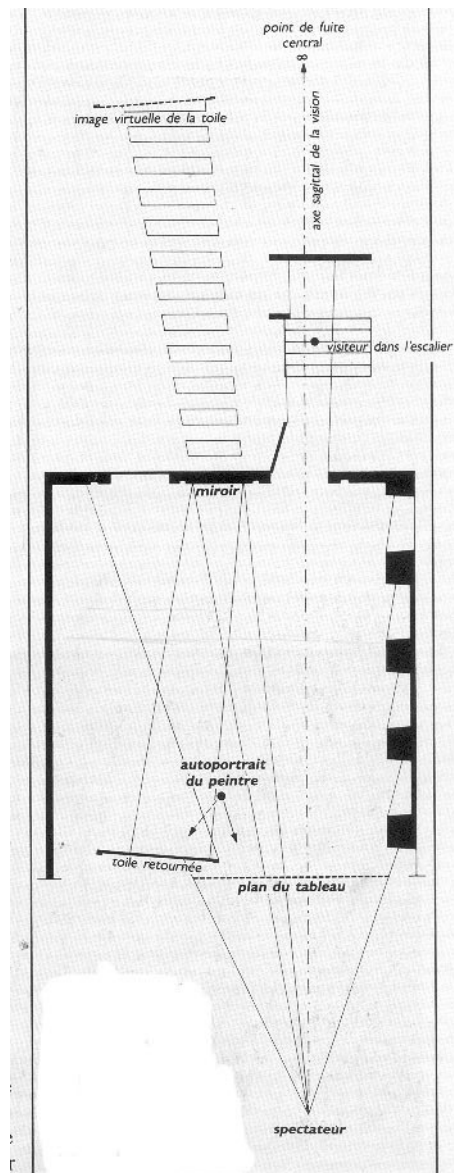 point de fuite
central
∞
axe sagittal de la vision
image virtuelle de la toile
visiteur dans l'escalier
miroir
autoportrait
du peintre
toile retournée
plan du tableau
spectateur
e
r